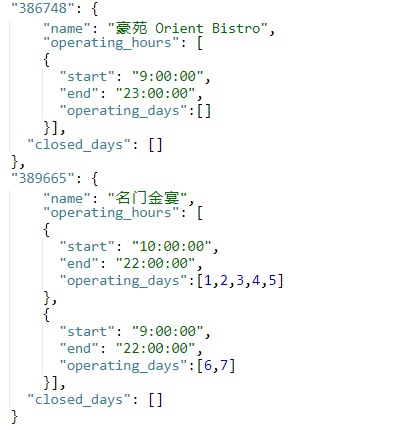 "386748": {
"name": "豪苑 Orient Bistro",
"operating_hours": [
{
"start": "9:00:00",
"end": "23:00:00",
"operating_days":[]
}],
"closed_days": []
},
"389665": {
"name": "名门金宴",
"operating_hours": [
{
"start": "10:00:00",
"end": "22:00:00",
"operating_days":[1,2,3,4,5]
},
{
"start": "9:00:00",
"end": "22:00:00",
"operating_days":[6,7]
}],
"closed_days": []
}